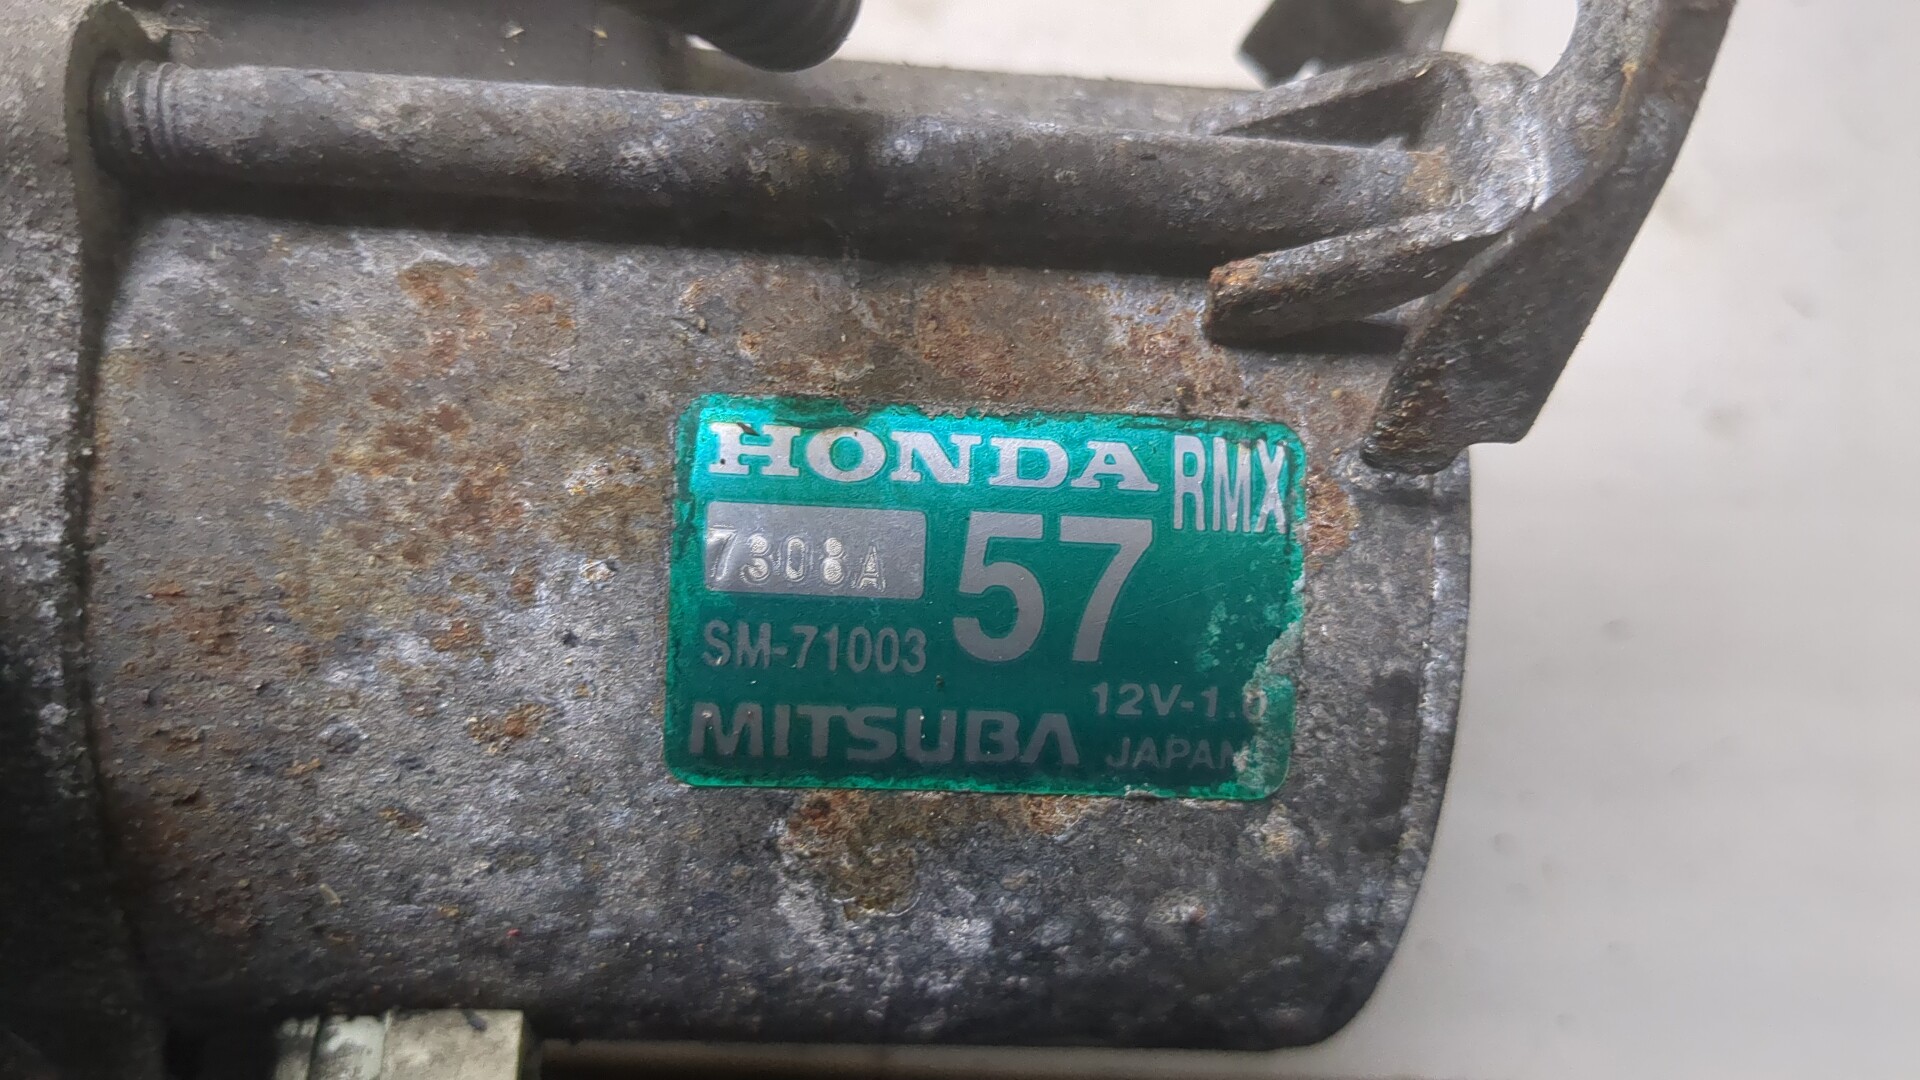 HONDA RMX
7308A 57
SM-71003
12V-1.0
MITSUBA JAPAN